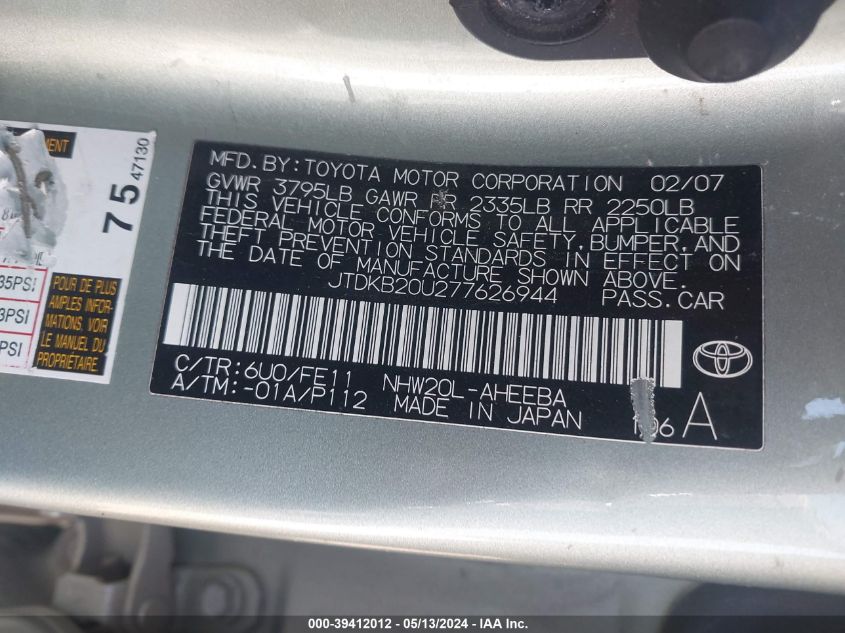 MFD. BY: TOYOTA MOTOR CORPORATION 02/07
GVWR 3795LB GAWR 2335LB RR 2250LB
THIS VEHICLE CONFORMS TO ALL APPLICABLE
FEDERAL MOTOR VEHICLE SAFETY, BUMPER, AND
THEFT PREVENTION STANDARDS IN EFFECT ON
THE DATE OF MANUFACTURE SHOWN ABOVE.
JTDKB20U277626944 PASS.CAR
C/TR: 6U0/FE11 NHW20L-AHEEBA
A/TM: -01A/P112 MADE IN JAPAN A
75 47130
35PSI
PSI
PSI
POUR DE PLUS
AMPLES INFOR-
MATIONS, VOIR
LE MANUEL DU
PROPRIÉTAIRE
000-39412012 - 05/13/2024 - IAA Inc.